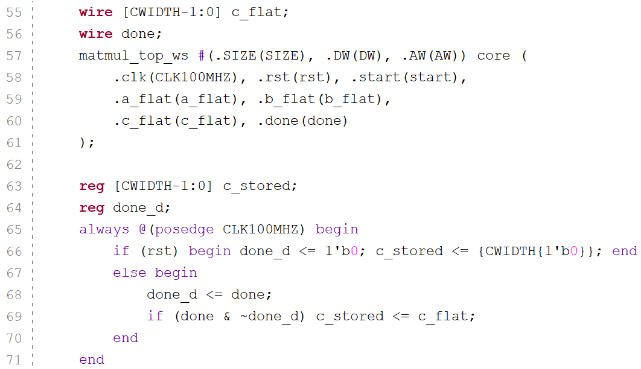 55 wire [CWIDTH-1:0] c_flat;
56 wire done;
57 matmul_top_ws #(.SIZE(SIZE), .DW(DW), .AW(AW)) core (
58 .clk(CLK100MHZ), .rst(rst), .start(start),
59 .a_flat(a_flat), .b_flat(b_flat),
60 .c_flat(c_flat), .done(done)
61 );
62
63 reg [CWIDTH-1:0] c_stored;
64 reg done_d;
65 always @(posedge CLK100MHZ) begin
66 if (rst) begin done_d <= 1'b0; c_stored <= {CWIDTH{1'b0}}; end
67 else begin
68 done_d <= done;
69 if (done & ~done_d) c_stored <= c_flat;
70 end
71 end